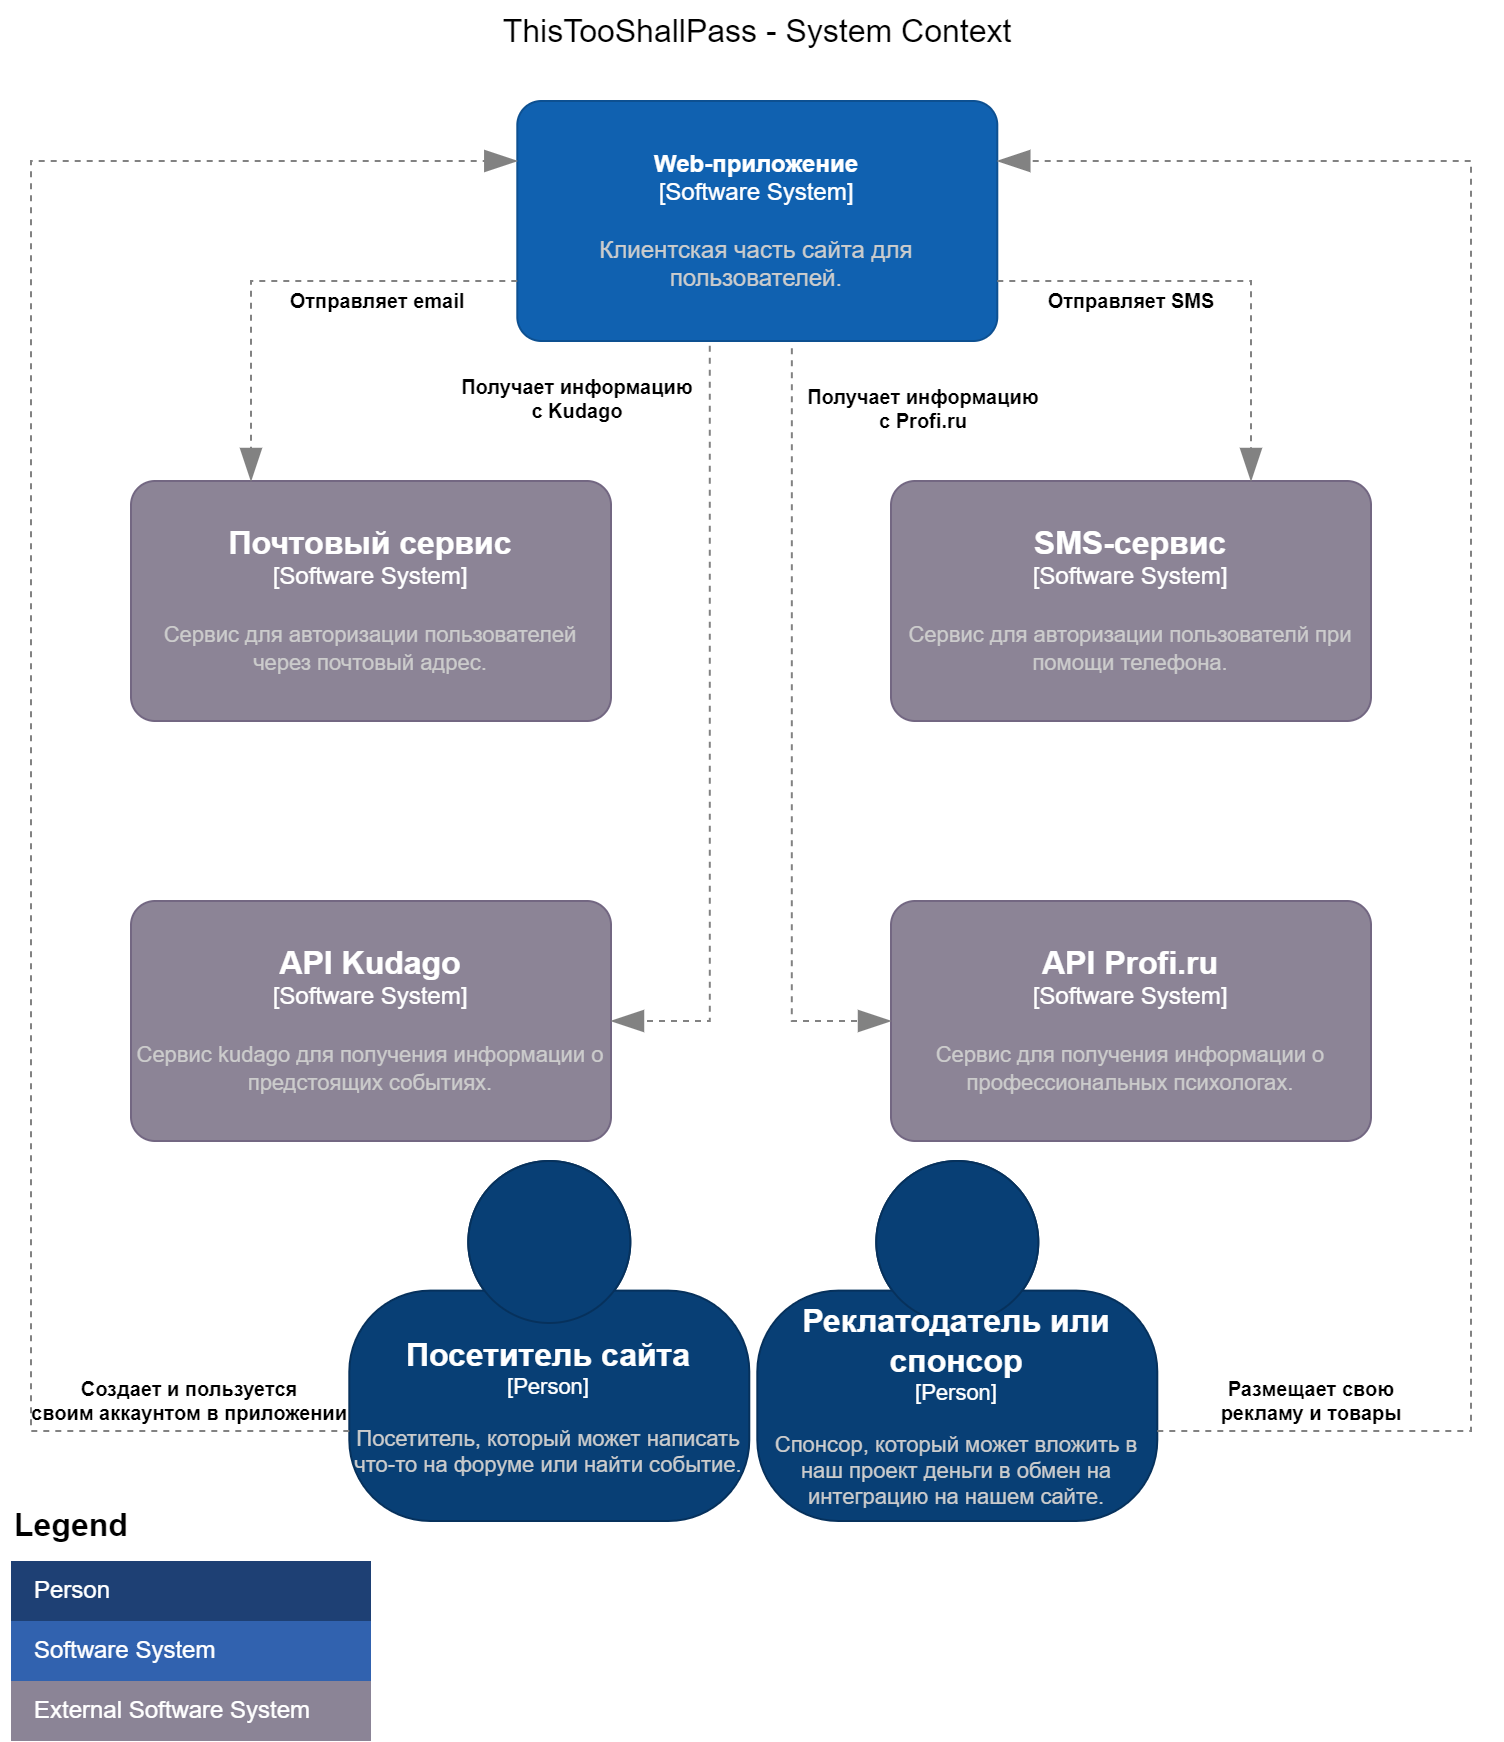 ThisTooShallPass - System Context
Web-приложение
[Software System]
Клиентская часть сайта для
пользователей.
Отправляет email
Отправляет SMS
Получает информацию
с Kudago
Получает информацию
с Profi.ru
Почтовый сервис
[Software System]
Сервис для авторизации пользователей
через почтовый адрес.
SMS-сервис
[Software System]
Сервис для авторизации пользователй при
помощи телефона.
API Kudago
[Software System]
Сервис kudago для получения информации о
предстоящих событиях.
API Profi.ru
[Software System]
Сервис для получения информации о
профессиональных психологах.
Посетитель сайта
[Person]
Посетитель, который может написать
что-то на форуме или найти событие.
Реклатодатель или
спонсор
[Person]
Спонсор, который может вложить в
наш проект деньги в обмен на
интеграцию на нашем сайте.
Создает и пользуется
своим аккаунтом в приложении
Размещает свою
рекламу и товары
Legend
Person
Software System
External Software System